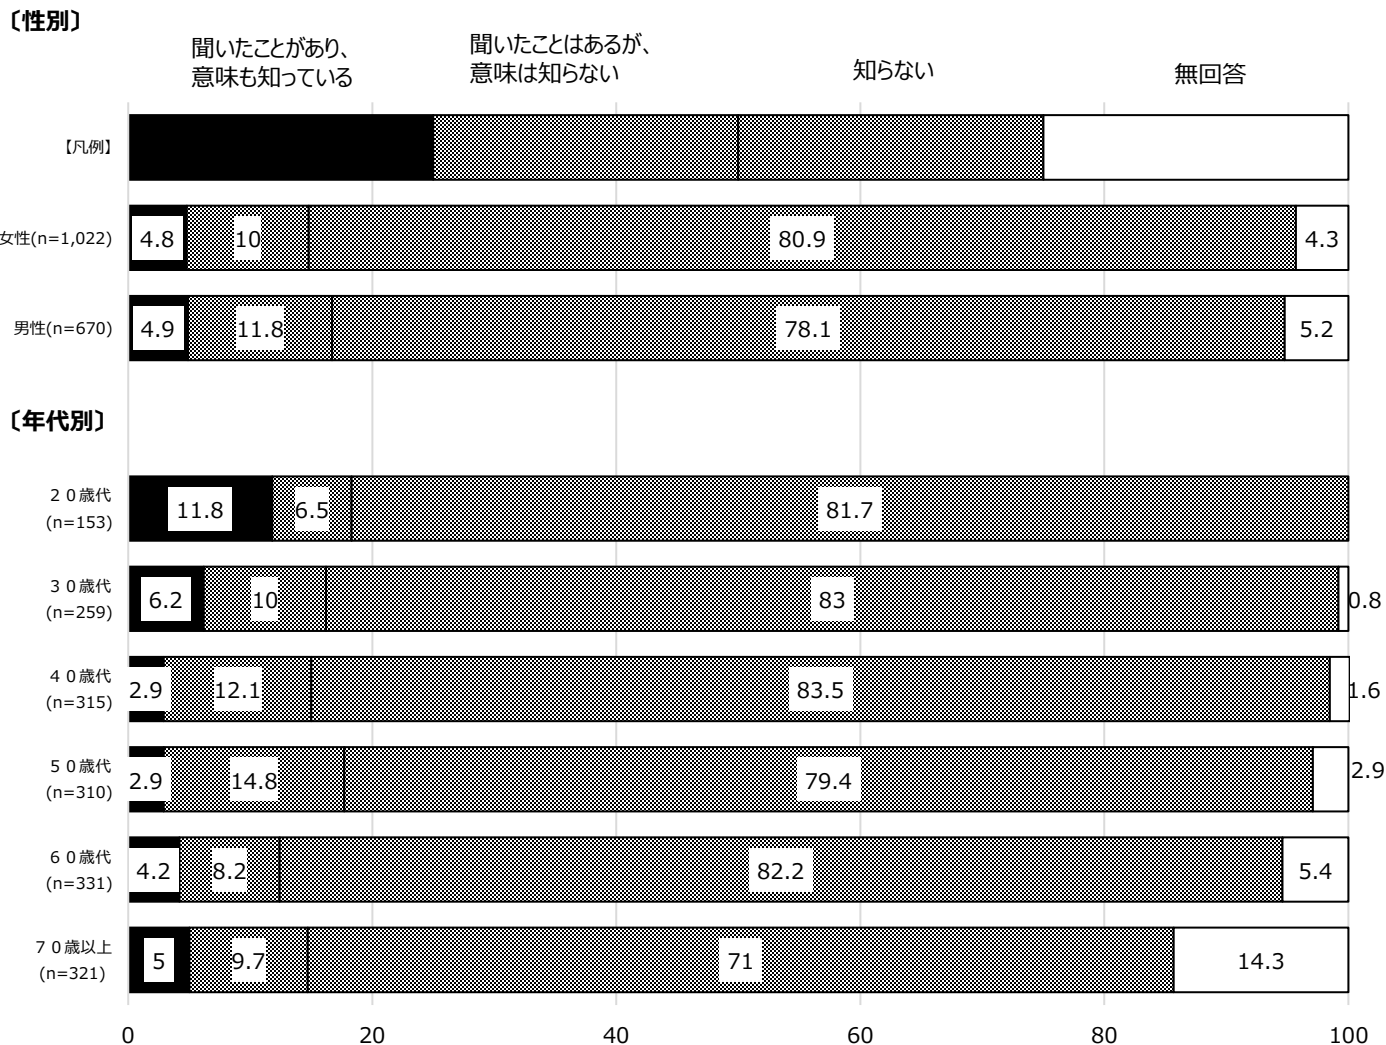 〔性別〕
聞いたことがあり、
意味も知っている
聞いたことはあるが、
意味は知らない
知らない
無回答
【凡例】
女性(n=1,022)
4.8
10
80.9
4.3
男性(n=670)
4.9
11.8
78.1
5.2
〔年代別〕
２０歳代
(n=153)
11.8
6.5
81.7
３０歳代
(n=259)
6.2
10
83
0.8
４０歳代
(n=315)
2.9
12.1
83.5
1.6
５０歳代
(n=310)
2.9
14.8
79.4
2.9
６０歳代
(n=331)
4.2
8.2
82.2
5.4
７０歳以上
(n=321)
5
9.7
71
14.3
0
20
40
60
80
100